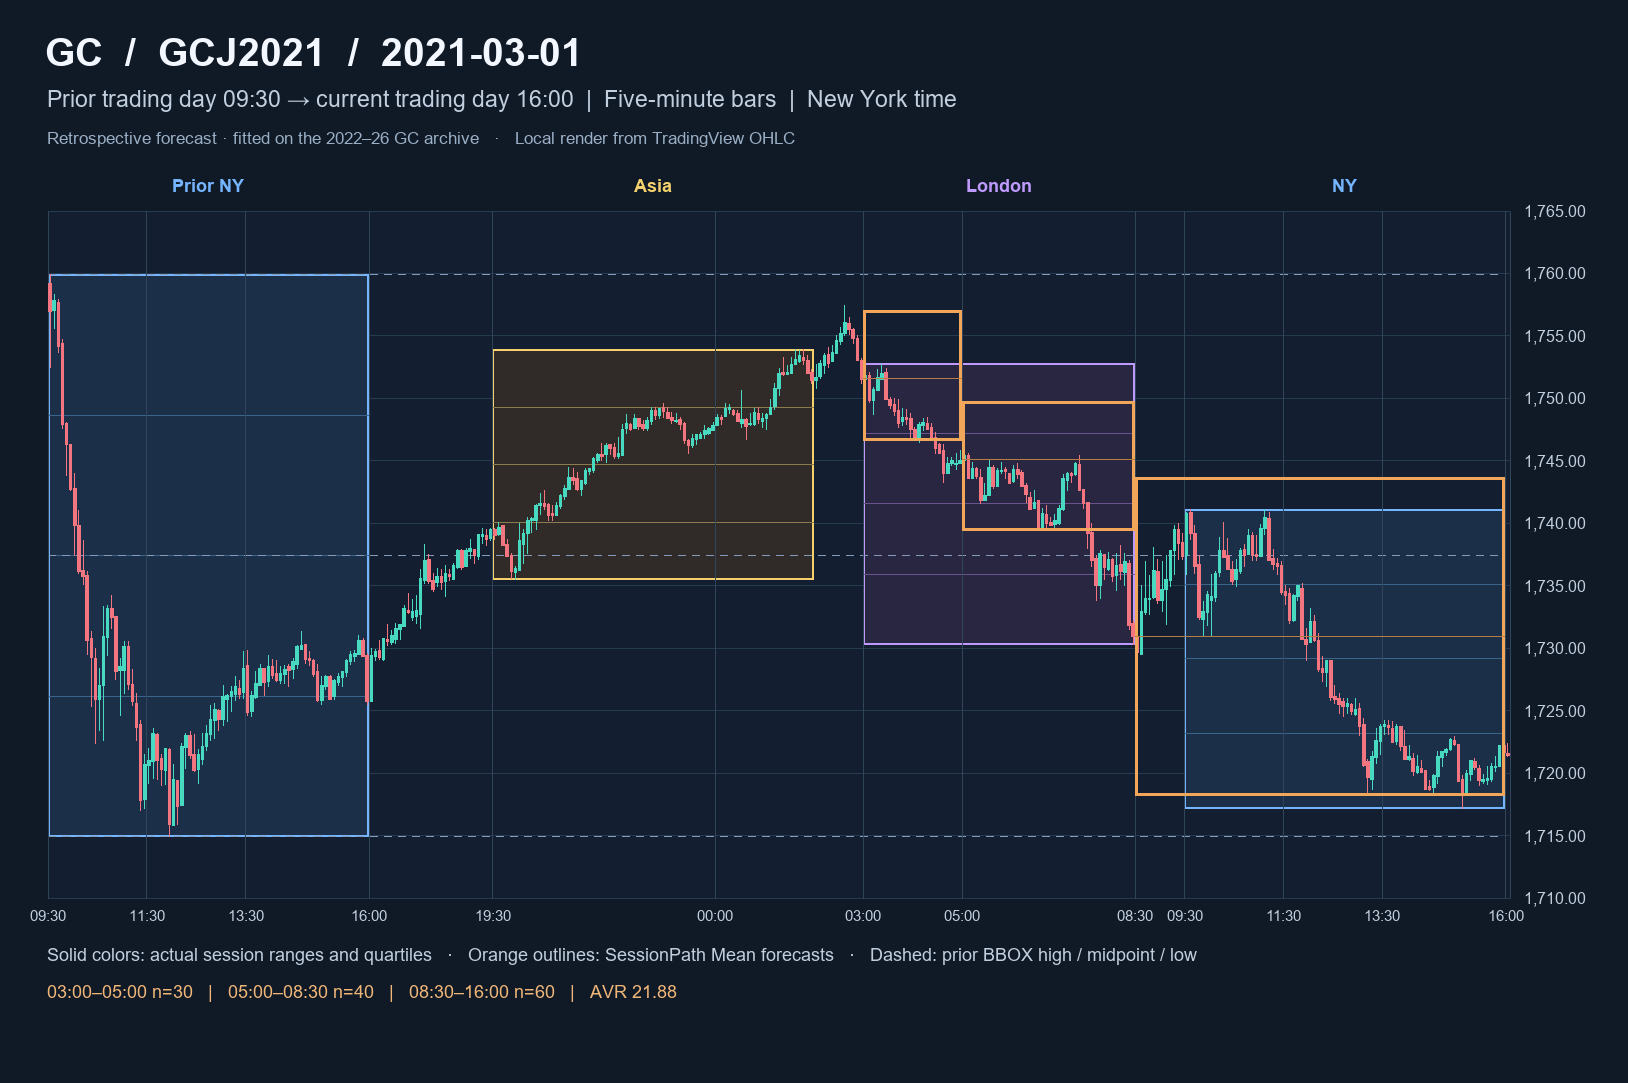 GC / GCJ2021 / 2021-03-01
Prior trading day 09:30 → current trading day 16:00 | Five-minute bars | New York time
Retrospective forecast · fitted on the 2022–26 GC archive · Local render from TradingView OHLC
Prior NY Asia London NY
1,765.00
1,760.00
1,755.00
1,750.00
1,745.00
1,740.00
1,735.00
1,730.00
1,725.00
1,720.00
1,715.00
1,710.00
09:30 11:30 13:30 16:00 19:30 00:00 03:00 05:00 08:30 09:30 11:30 13:30 16:00
Solid colors: actual session ranges and quartiles · Orange outlines: SessionPath Mean forecasts · Dashed: prior BBOX high / midpoint / low
03:00–05:00 n=30 | 05:00–08:30 n=40 | 08:30–16:00 n=60 | AVR 21.88